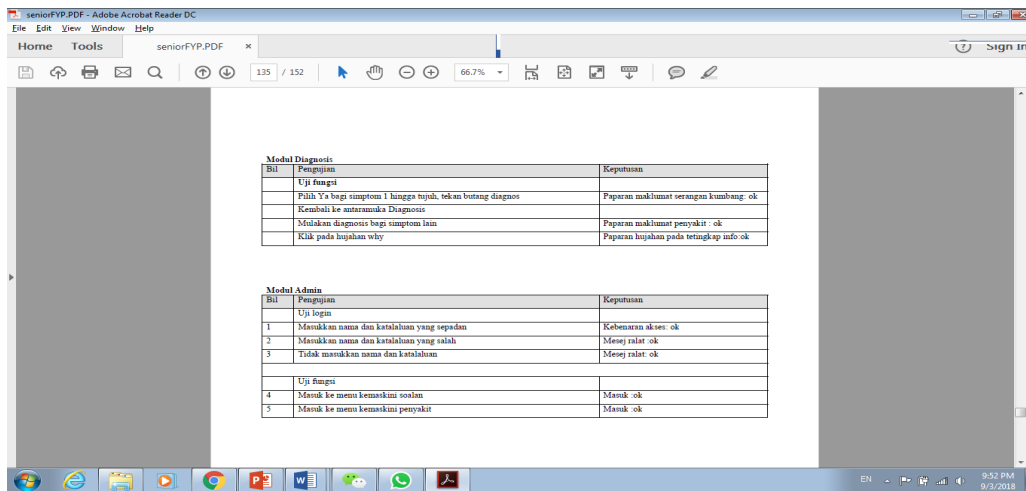 seniorFYP.PDF - Adobe Acrobat Reader DC
File Edit View Window Help
Home Tools seniorFYP.PDF × ? Sign In
135 / 152 66.7%
Modul Diagnosis
Bil Pengujian Keputusan
Uji fungsi
Pilih Ya bagi simptom 1 hingga tujuh, tekan butang diagnos Paparan maklumat serangan kumbang: ok
Kembali ke antaramuka Diagnosis
Mulakan diagnosis bagi simptom lain Paparan maklumat penyakit : ok
Klik pada hujahan why Paparan hujahan pada tetingkap info:ok
Modul Admin
Bil Pengujian Keputusan
Uji login
1 Masukkan nama dan katalaluan yang sepadan Kebenaran akses: ok
2 Masukkan nama dan katalaluan yang salah Mesej ralat :ok
3 Tidak masukkan nama dan katalaluan Mesej ralat: ok
Uji fungsi
4 Masuk ke menu kemaskini soalan Masuk :ok
5 Masuk ke menu kemaskini penyakit Masuk :ok
EN 9:52 PM
9/3/2018